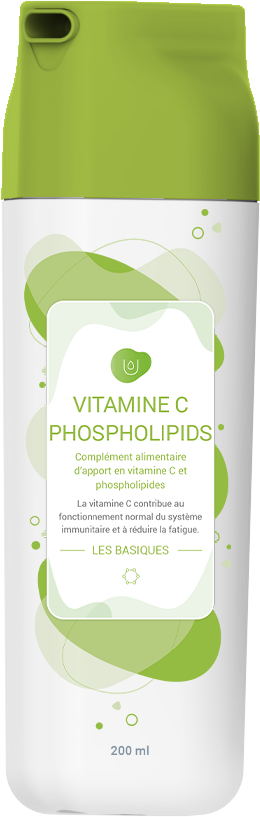 VITAMINE C
PHOSPHOLIPIDS
Complément alimentaire
d'apport en vitamine C et
phospholipides
La vitamine C contribue au
fonctionnement normal du système
immunitaire et à réduire la fatigue.
LES BASIQUES
200 ml